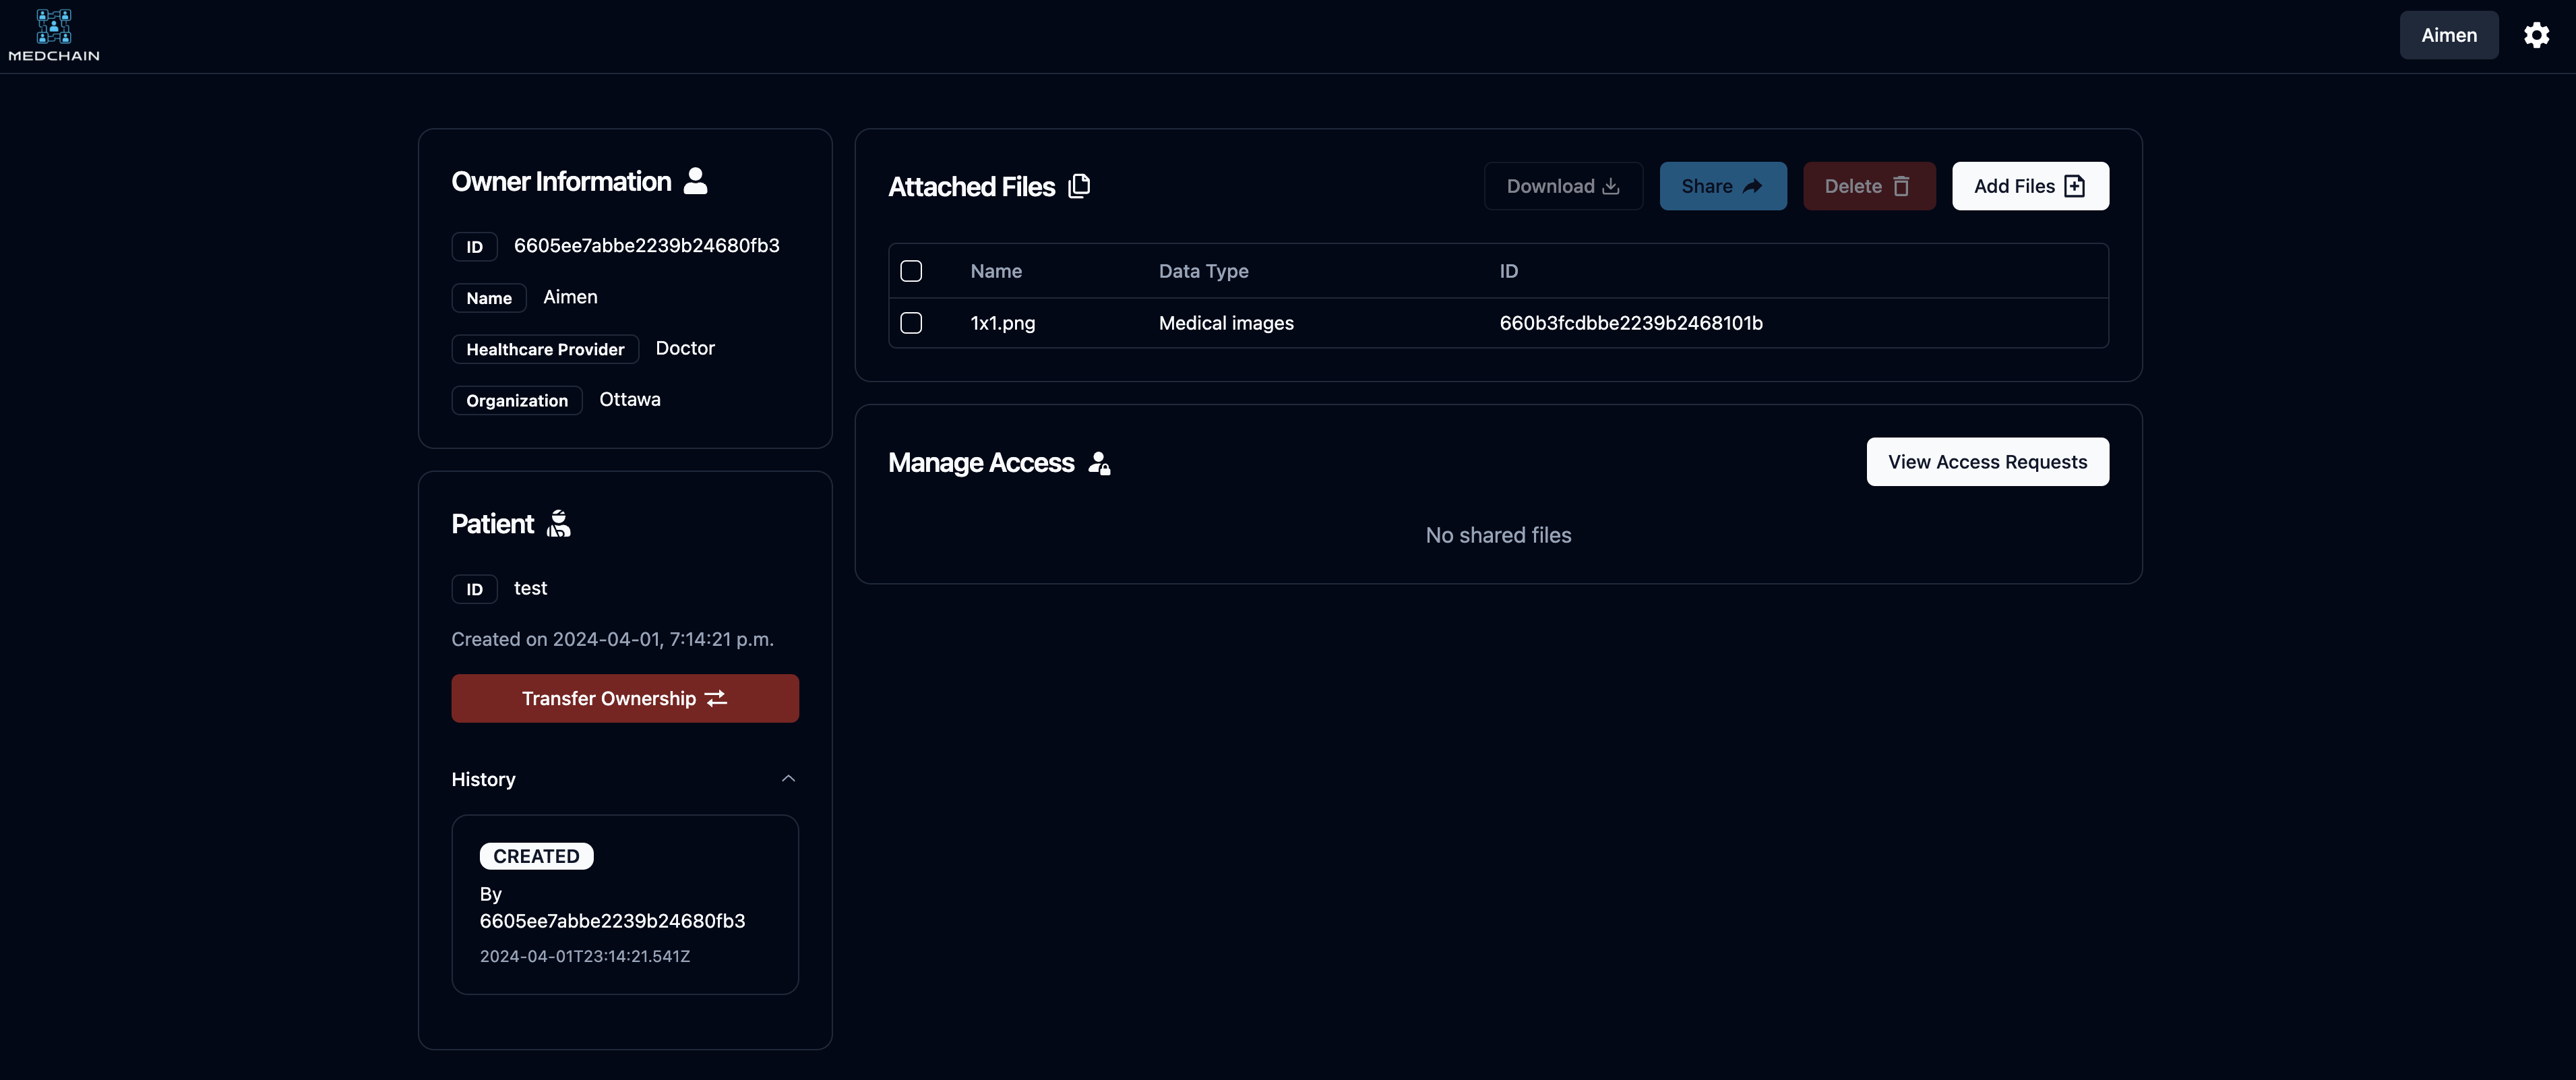 MEDCHAIN
Aimen
Owner Information
ID 6605ee7abbe2239b24680fb3
Name Aimen
Healthcare Provider Doctor
Organization Ottawa
Patient
ID test
Created on 2024-04-01, 7:14:21 p.m.
Transfer Ownership
History
CREATED
By
6605ee7abbe2239b24680fb3
2024-04-01T23:14:21.541Z
Attached Files
Download Share Delete Add Files
Name Data Type ID
1x1.png Medical images 660b3fcdbbe2239b2468101b
Manage Access
View Access Requests
No shared files